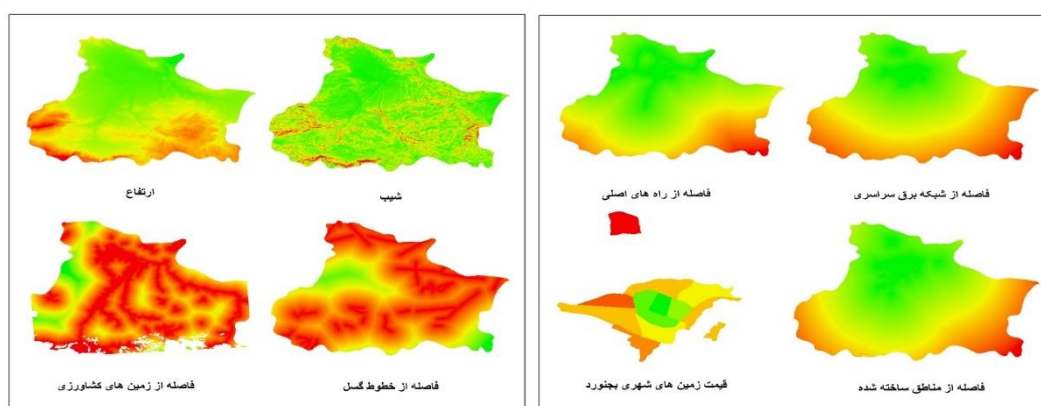 ارتفاع
شیب
فاصله از زمین های کشاورزی
فاصله از خطوط گسل
فاصله از راه های اصلی
فاصله از شبکه برق سراسری
قیمت زمین های شهری بجنورد
فاصله از مناطق ساخته شده